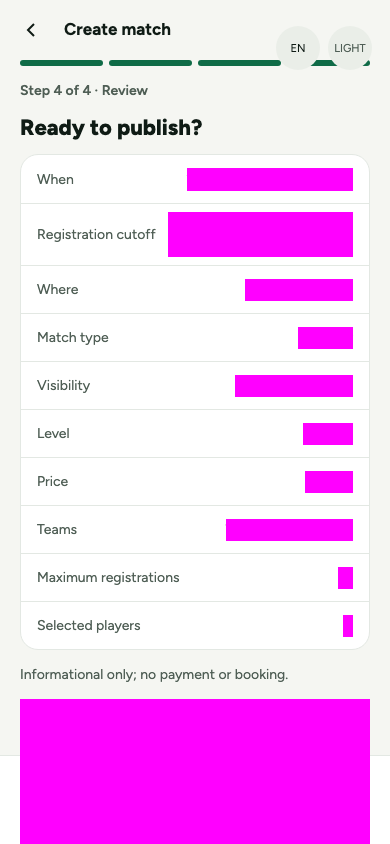 Create match
EN
LIGHT
Step 4 of 4 · Review
Ready to publish?
When
Registration cutoff
Where
Match type
Visibility
Level
Price
Teams
Maximum registrations
Selected players
Informational only; no payment or booking.